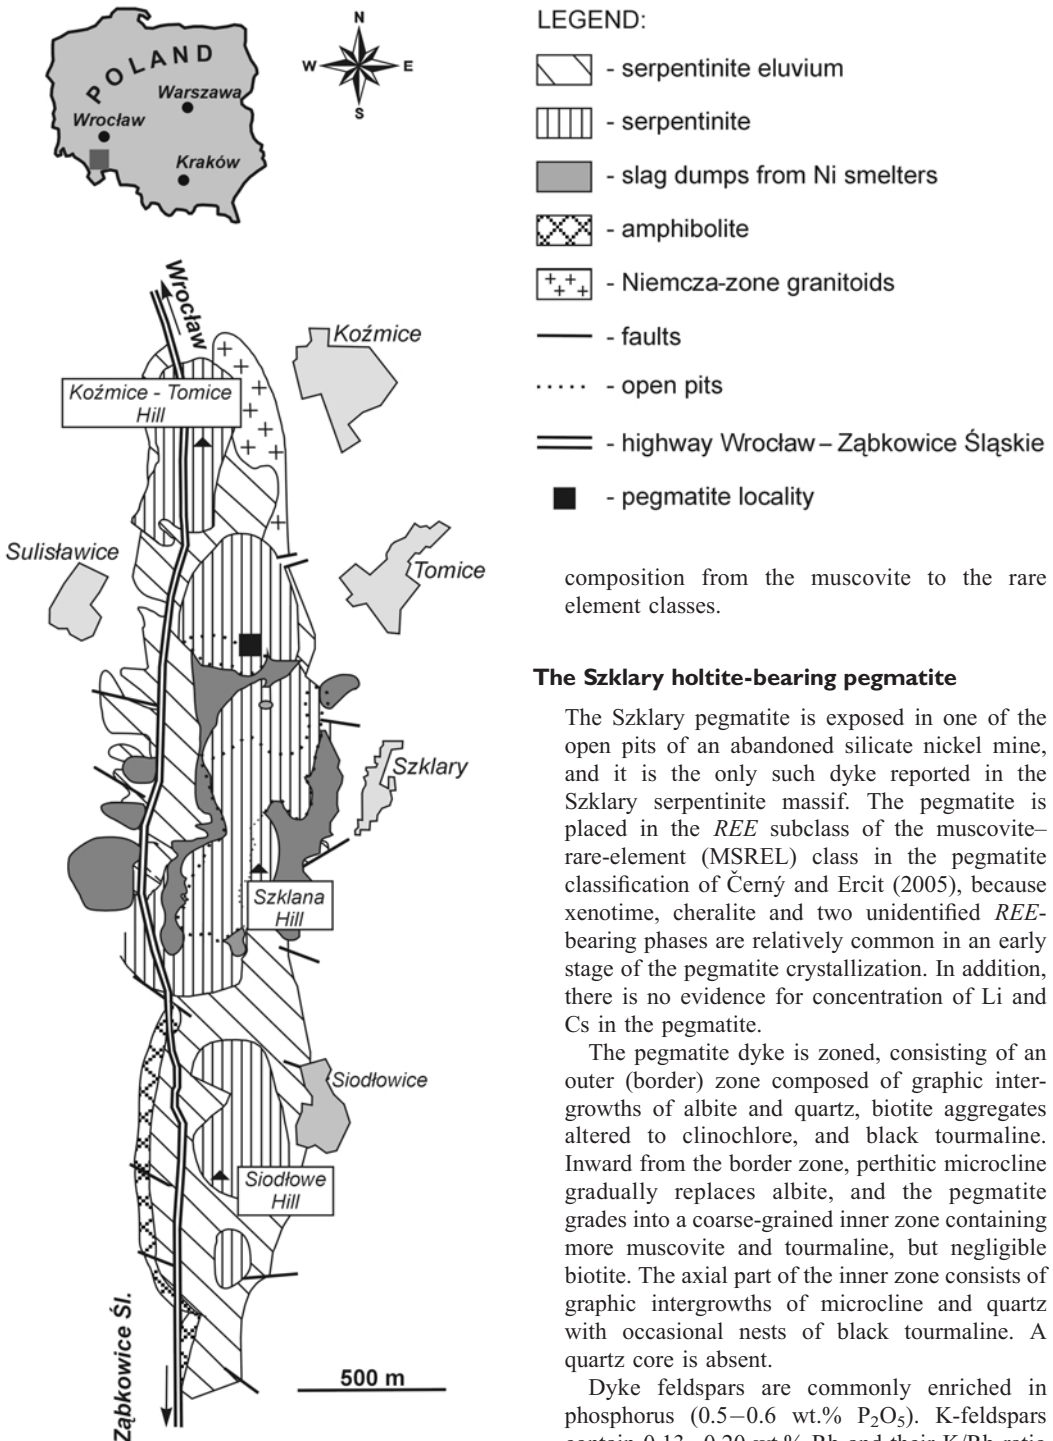 POLAND
Warszawa
Wrocław
Kraków
N
W
E
S
LEGEND:
- serpentinite eluvium
- serpentinite
- slag dumps from Ni smelters
- amphibolite
- Niemcza-zone granitoids
- faults
- open pits
- highway Wrocław – Ząbkowice Śląskie
- pegmatite locality
Wrocław
Koźmice
Koźmice - Tomice
Hill
Sulisławice
Tomice
Szklary
Szklana
Hill
Siodłowice
Siodłowe
Hill
Ząbkowice Śl.
500 m
composition from the muscovite to the rare
element classes.
The Szklary holtite-bearing pegmatite
The Szklary pegmatite is exposed in one of the
open pits of an abandoned silicate nickel mine,
and it is the only such dyke reported in the
Szklary serpentinite massif. The pegmatite is
placed in the REE subclass of the muscovite–
rare-element (MSREL) class in the pegmatite
classification of Černý and Ercit (2005), because
xenotime, cheralite and two unidentified REE-
bearing phases are relatively common in an early
stage of the pegmatite crystallization. In addition,
there is no evidence for concentration of Li and
Cs in the pegmatite.
The pegmatite dyke is zoned, consisting of an
outer (border) zone composed of graphic inter-
growths of albite and quartz, biotite aggregates
altered to clinochlore, and black tourmaline.
Inward from the border zone, perthitic microcline
gradually replaces albite, and the pegmatite
grades into a coarse-grained inner zone containing
more muscovite and tourmaline, but negligible
biotite. The axial part of the inner zone consists of
graphic intergrowths of microcline and quartz
with occasional nests of black tourmaline. A
quartz core is absent.
Dyke feldspars are commonly enriched in
phosphorus (0.5–0.6 wt.% P₂O₅). K-feldspars
contain 0.13–0.20 wt.% Rb and their K/Rb ratio